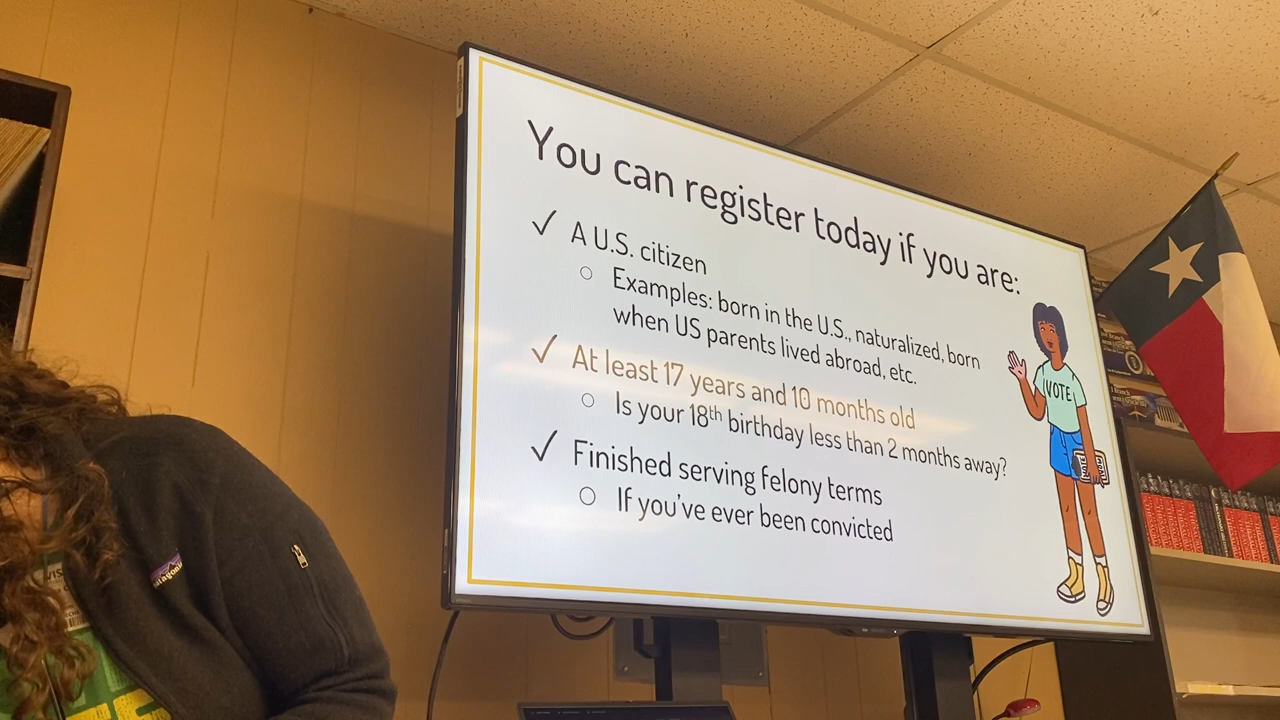 You can register today if you are:
✓ A U.S. citizen
○ Examples: born in the U.S., naturalized, born
when US parents lived abroad, etc.
✓ At least 17 years and 10 months old
○ Is your 18th birthday less than 2 months away?
✓ Finished serving felony terms
○ If you've ever been convicted
VOTE
patagonia
VIS